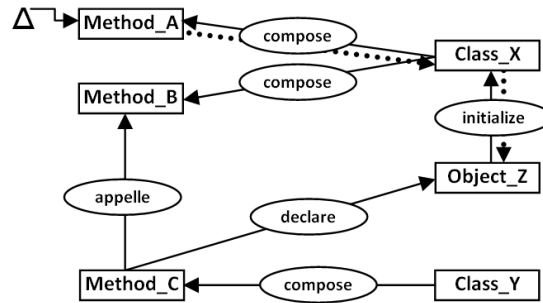 Δ
Method_A
compose
Class_X
compose
Method_B
initialize
appelle
Object_Z
declare
Method_C
compose
Class_Y